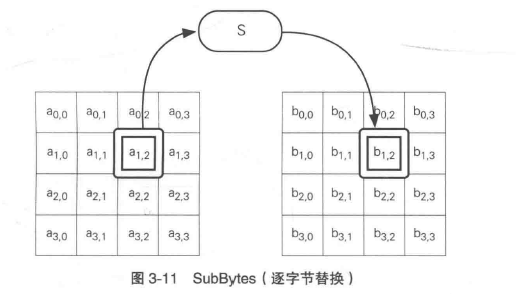 S
a0,0 a0,1 a0,2 a0,3 b0,0 b0,1 b0,2 b0,3
a1,0 a1,1 a1,2 a1,3 b1,0 b1,1 b1,2 b1,3
a2,0 a2,1 a2,2 a2,3 b2,0 b2,1 b2,2 b2,3
a3,0 a3,1 a3,2 a3,3 b3,0 b3,1 b3,2 b3,3
图 3-11 SubBytes（逐字节替换）